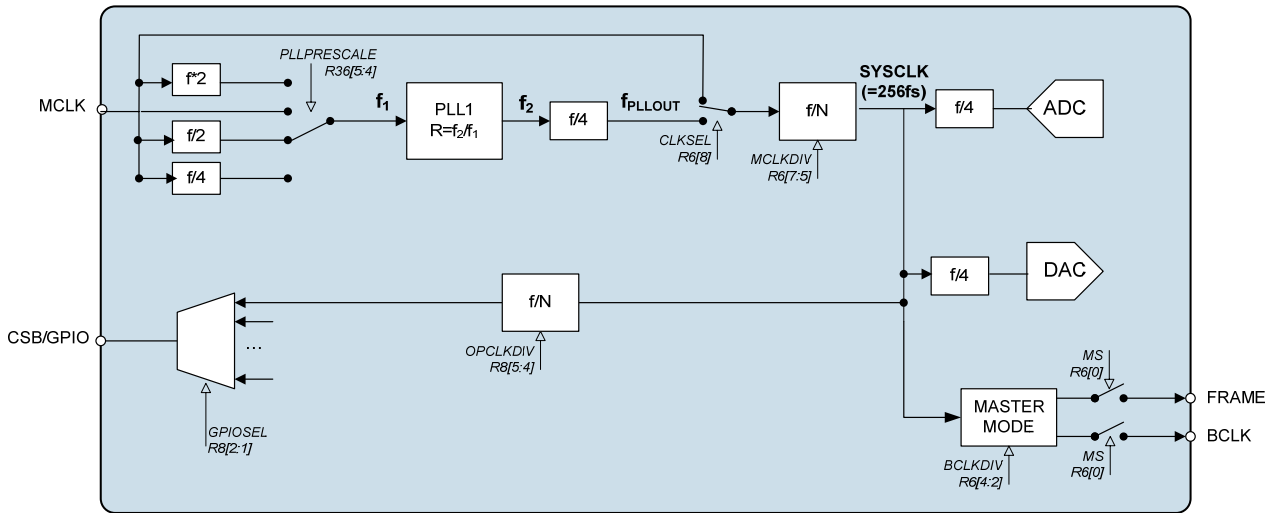 PLLPRESCALE
R36[5:4]
f*2
MCLK
f/2
f/4
f1
PLL1
R=f2/f1
f2
f/4
fPLLOUT
CLKSEL
R6[8]
f/N
MCLKDIV
R6[7:5]
SYSCLK
(=256fs)
f/4
ADC
f/4
DAC
f/N
OPCLKDIV
R8[5:4]
CSB/GPIO
...
GPIOSEL
R8[2:1]
MASTER
MODE
BCLKDIV
R6[4:2]
MS
R6[0]
FRAME
BCLK
MS
R6[0]